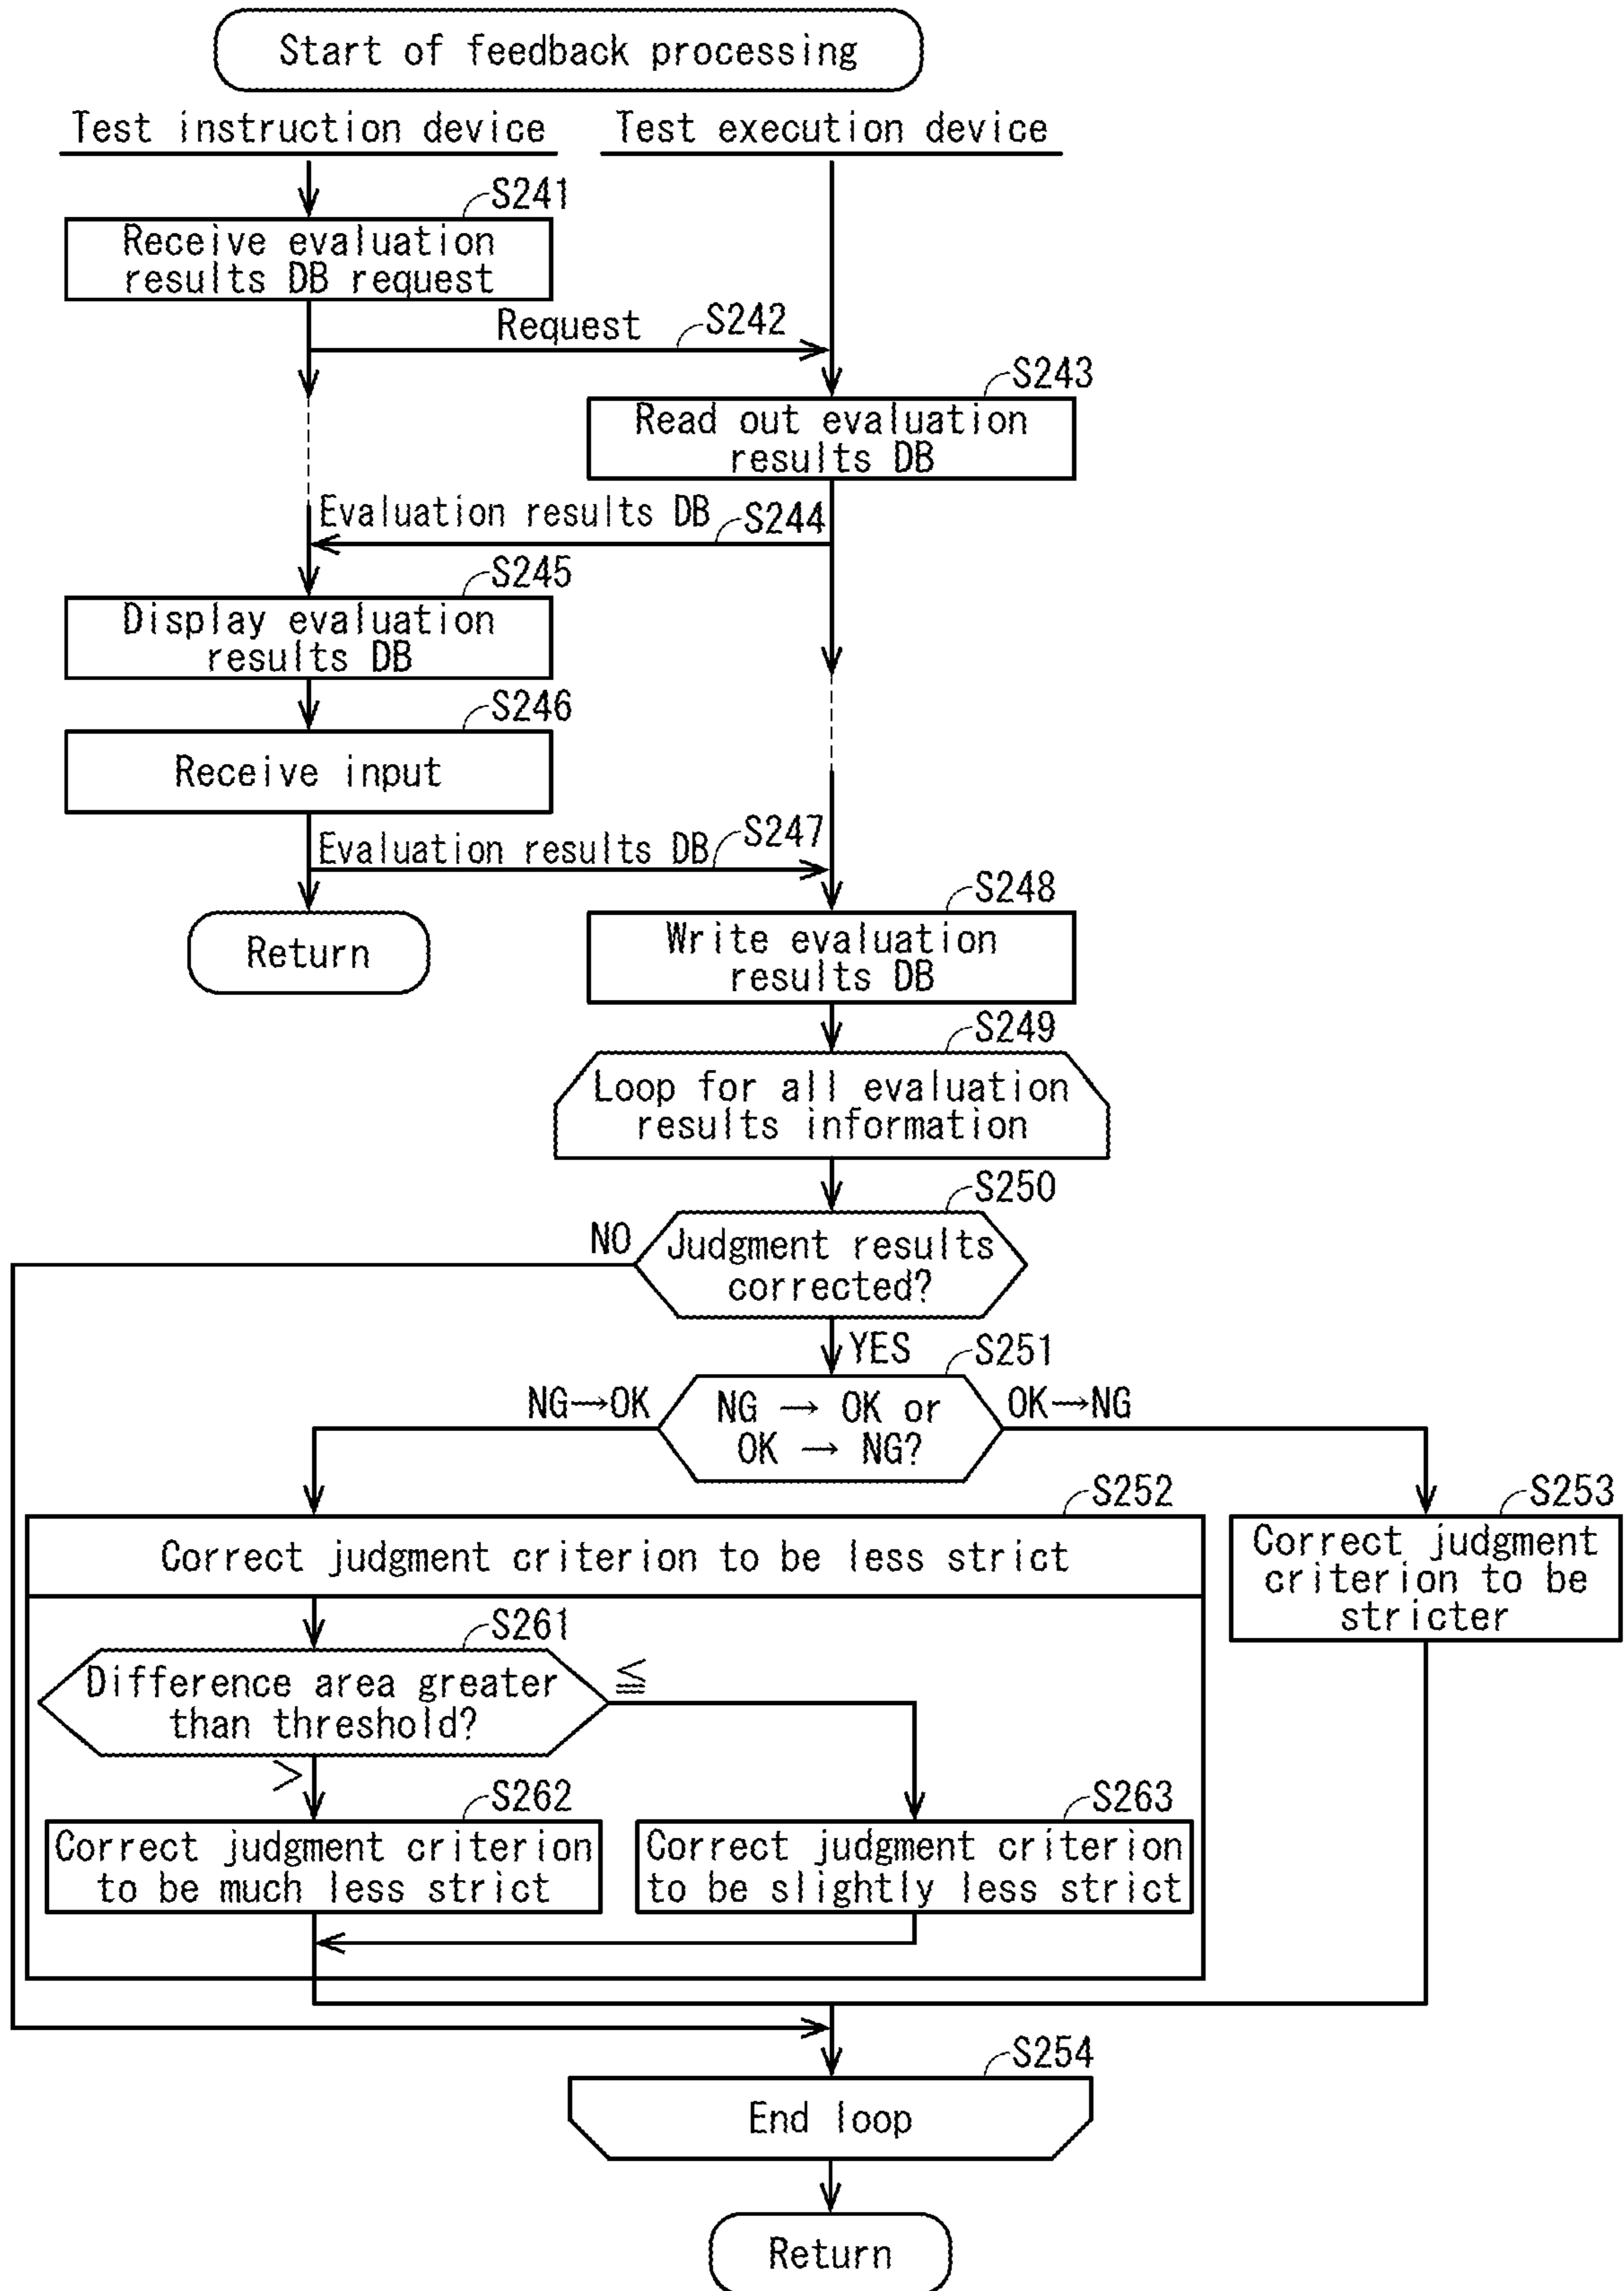 Start of feedback processing
Test instruction device
Test execution device
S241
Receive evaluation
results DB request
Request
S242
S243
Read out evaluation
results DB
Evaluation results DB
S244
S245
Display evaluation
results DB
S246
Receive input
Evaluation results DB
S247
Return
S248
Write evaluation
results DB
S249
Loop for all evaluation
results information
S250
NO
Judgment results
corrected?
YES
S251
NG→OK
NG → OK or
OK → NG?
OK→NG
S252
Correct judgment criterion to be less strict
S253
Correct judgment
criterion to be
stricter
S261
Difference area greater
than threshold?
≦
>
S262
Correct judgment criterion
to be much less strict
S263
Correct judgment criterion
to be slightly less strict
S254
End loop
Return